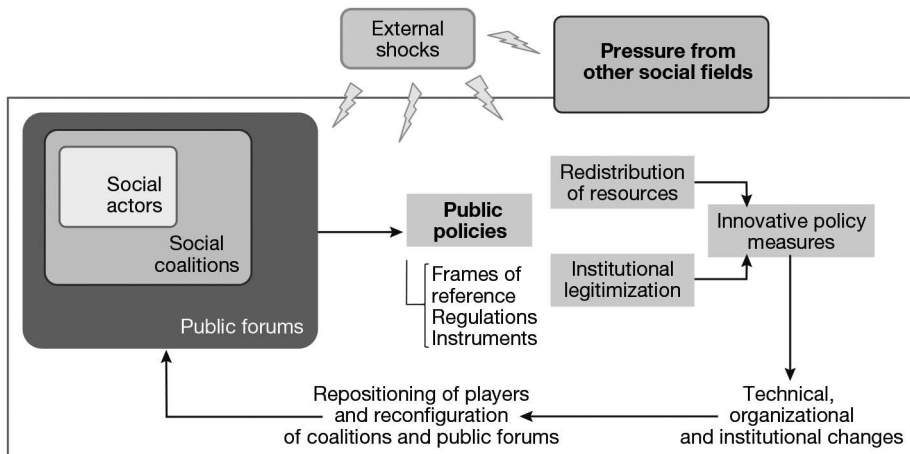 External
shocks
Pressure from
other social fields
Social
actors
Social
coalitions
Public forums
Public
policies
Frames of
reference
Regulations
Instruments
Redistribution
of resources
Institutional
legitimization
Innovative policy
measures
Technical,
organizational
and institutional changes
Repositioning of players
and reconfiguration
of coalitions and public forums